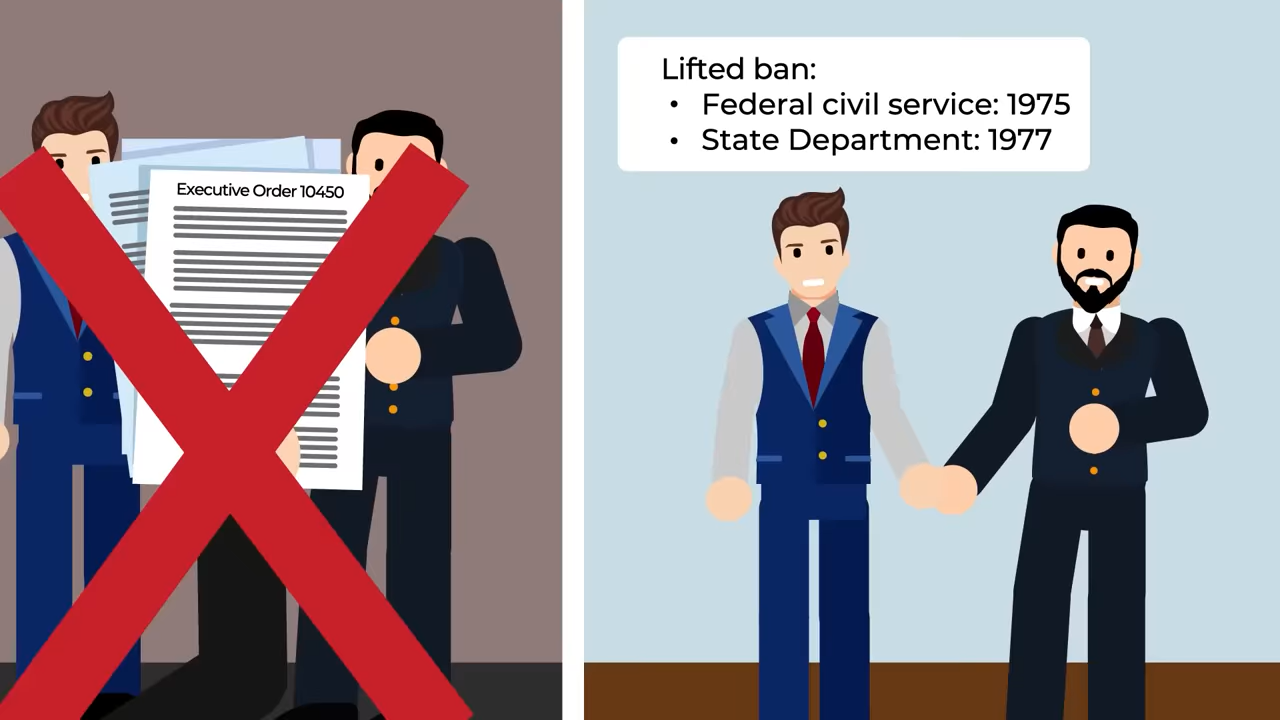 Executive Order 10450
Lifted ban:
• Federal civil service: 1975
• State Department: 1977